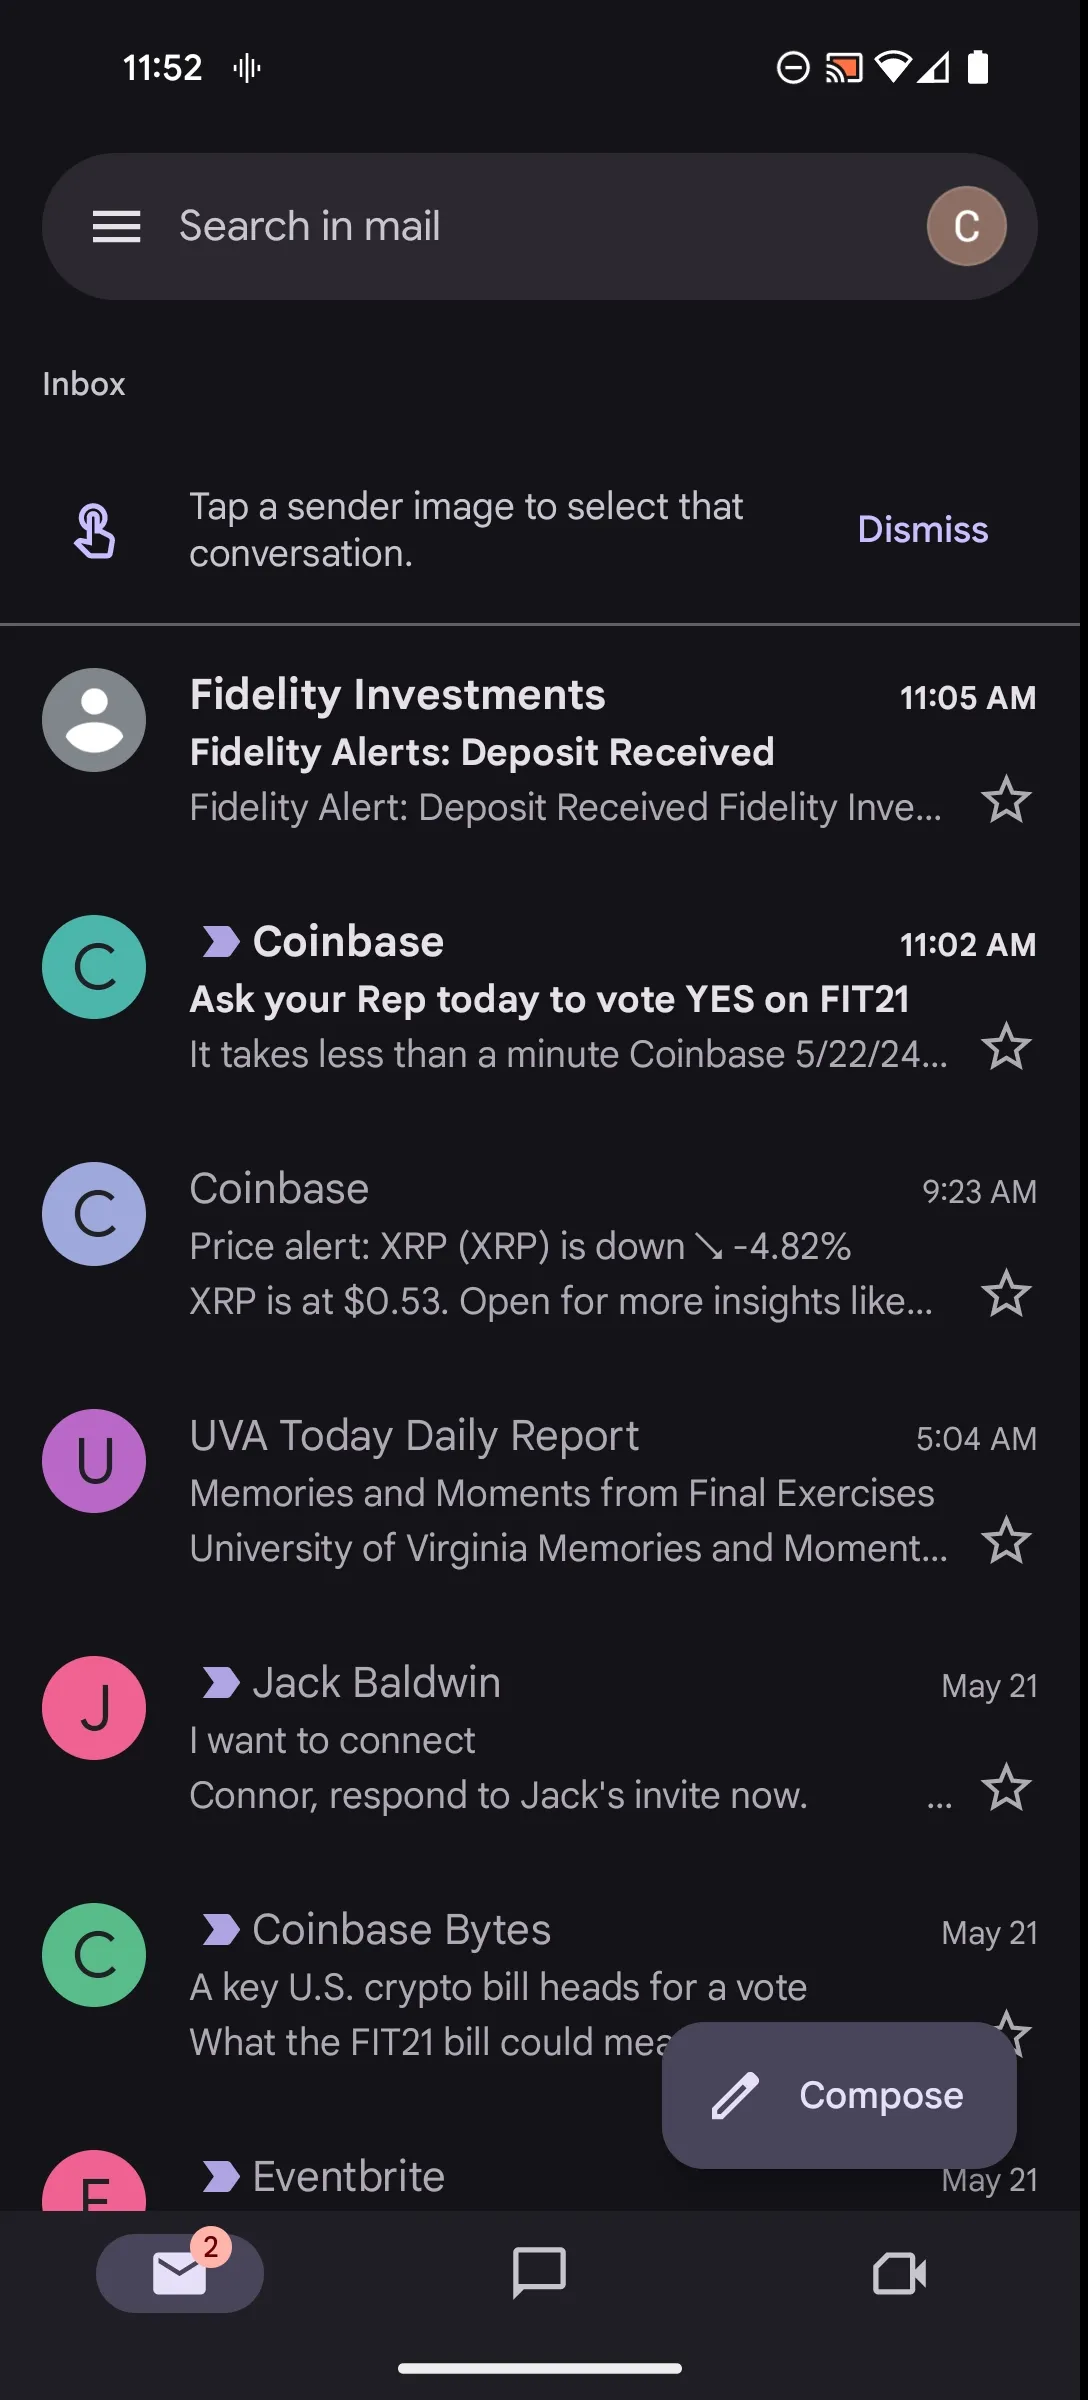 11:52
Search in mail
C
Inbox
Tap a sender image to select that
conversation.
Dismiss
Fidelity Investments
11:05 AM
Fidelity Alerts: Deposit Received
Fidelity Alert: Deposit Received Fidelity Inve...
C
Coinbase
11:02 AM
Ask your Rep today to vote YES on FIT21
It takes less than a minute Coinbase 5/22/24...
C
Coinbase
9:23 AM
Price alert: XRP (XRP) is down ↘ -4.82%
XRP is at $0.53. Open for more insights like...
U
UVA Today Daily Report
5:04 AM
Memories and Moments from Final Exercises
University of Virginia Memories and Moment...
J
Jack Baldwin
May 21
I want to connect
Connor, respond to Jack's invite now. ...
C
Coinbase Bytes
May 21
A key U.S. crypto bill heads for a vote
What the FIT21 bill could mea
Compose
E
Eventbrite
May 21
2